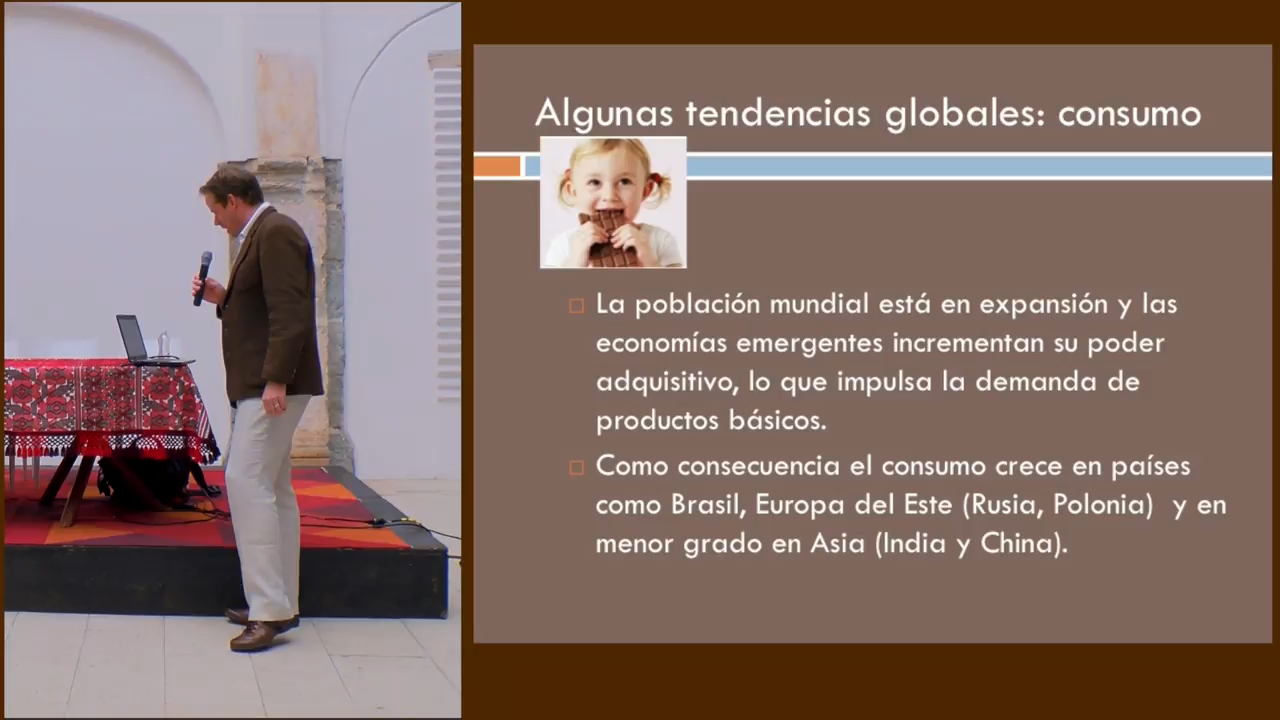 Algunas tendencias globales: consumo
La población mundial está en expansión y las
economías emergentes incrementan su poder
adquisitivo, lo que impulsa la demanda de
productos básicos.
Como consecuencia el consumo crece en países
como Brasil, Europa del Este (Rusia, Polonia)  y en
menor grado en Asia (India y China).